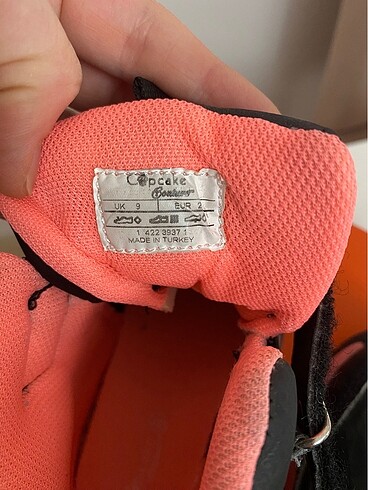 Cupcake
Couture
UK 9 EUR 2
1 422 3937 1
MADE IN TURKEY